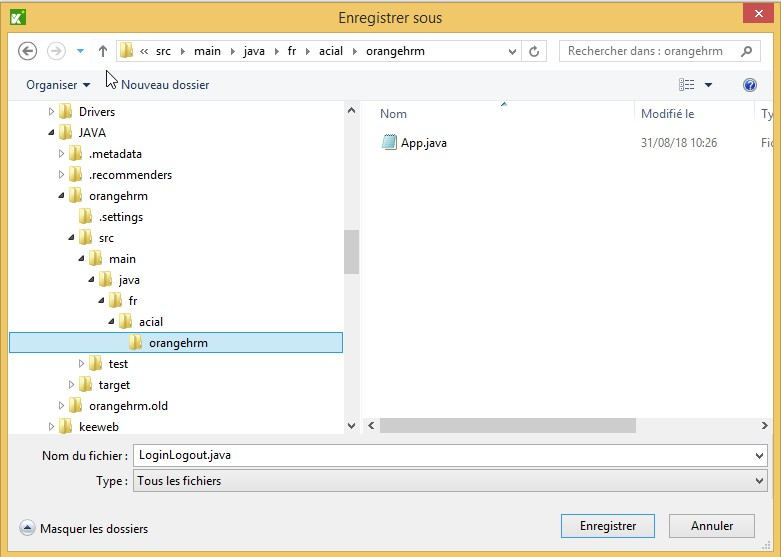 Enregistrer sous
« src main java fr acial orangehrm
Rechercher dans : orangehrm
Organiser Nouveau dossier
Drivers
JAVA
.metadata
.recommenders
orangehrm
.settings
src
main
java
fr
acial
orangehrm
test
target
orangehrm.old
keeweb
Nom Modifié le Ty
App.java 31/08/18 10:26 Fic
Nom du fichier : LoginLogout.java
Type : Tous les fichiers
Masquer les dossiers
Enregistrer Annuler